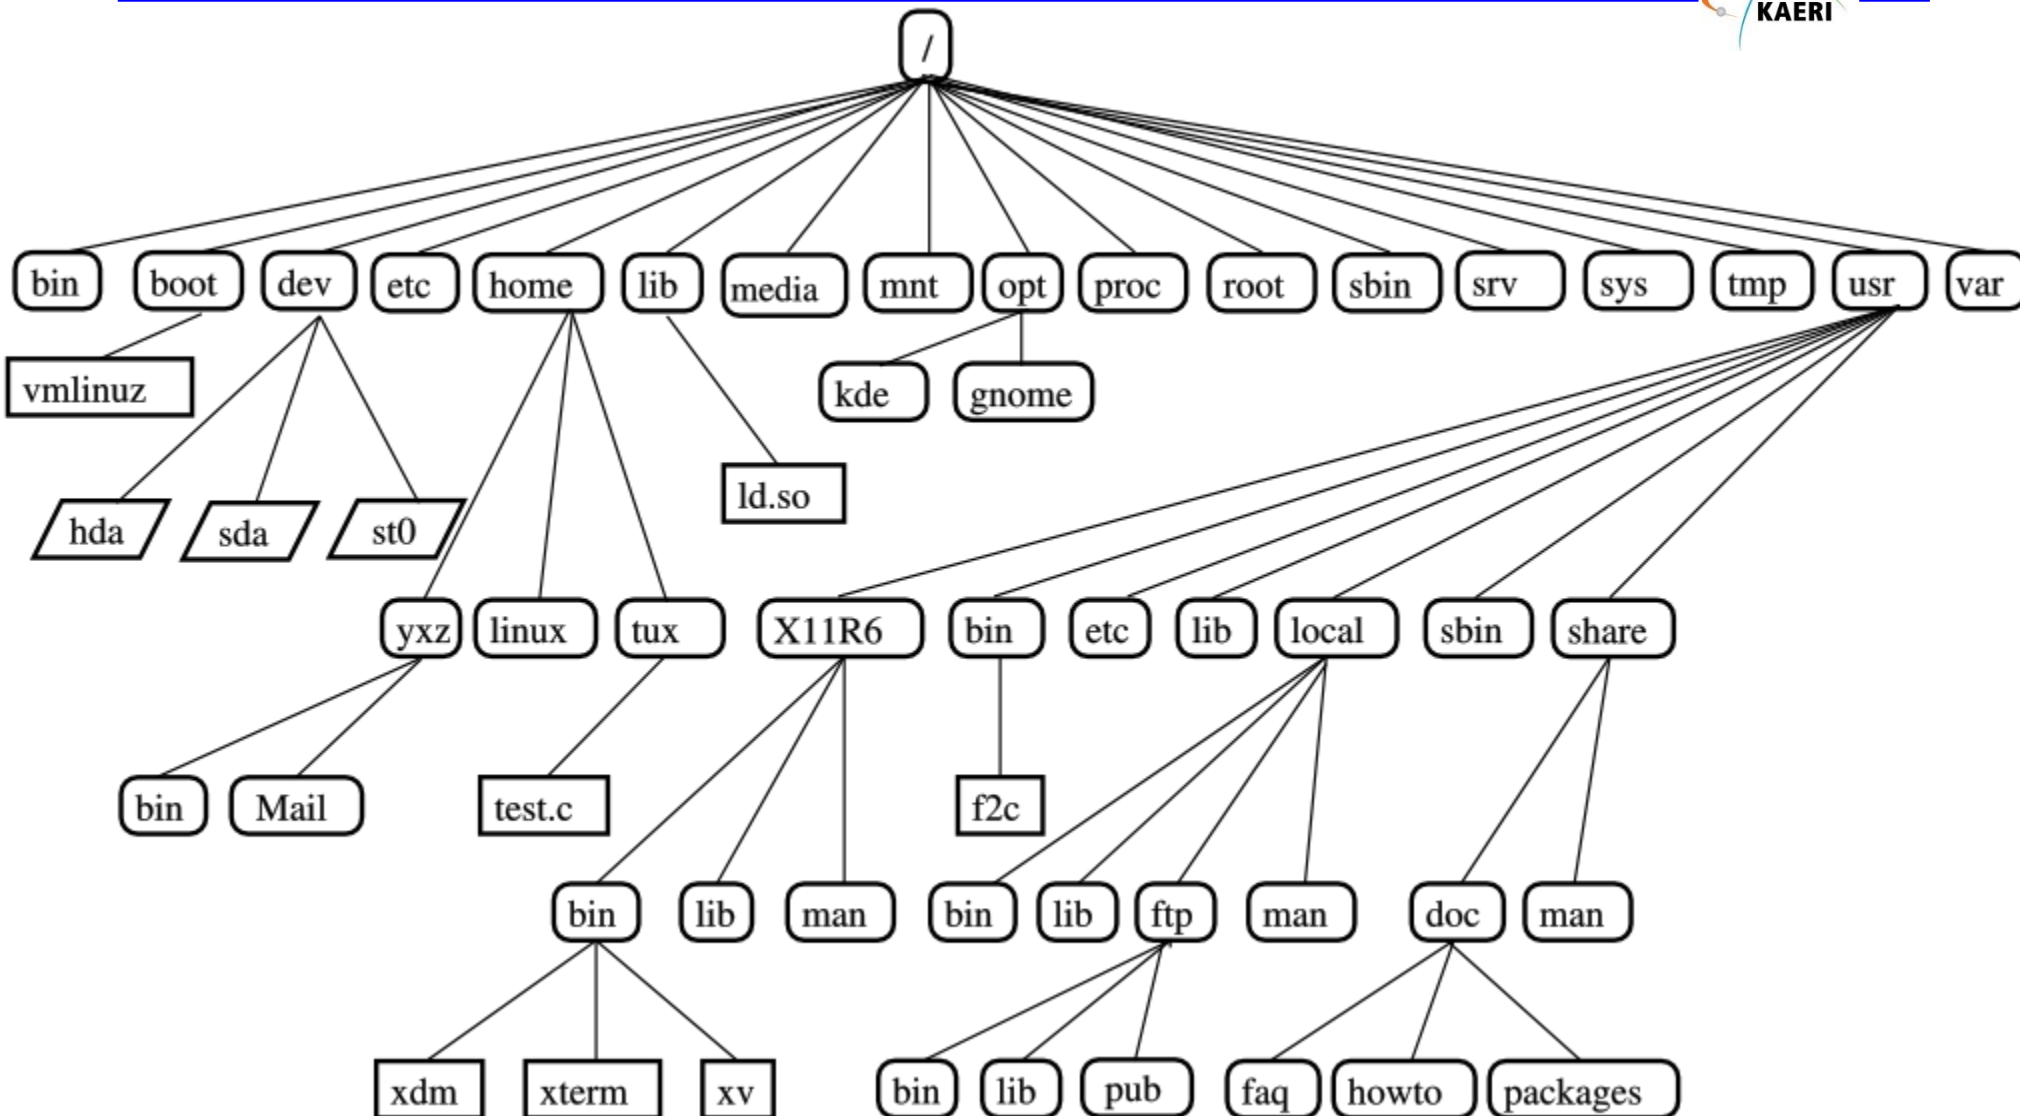 KAERI
/
bin boot dev etc home lib media mnt opt proc root sbin srv sys tmp usr var
vmlinuz kde gnome
ld.so
hda sda st0
yxz linux tux X11R6 bin etc lib local sbin share
bin Mail test.c f2c
bin lib man bin lib ftp man doc man
xdm xterm xv bin lib pub faq howto packages